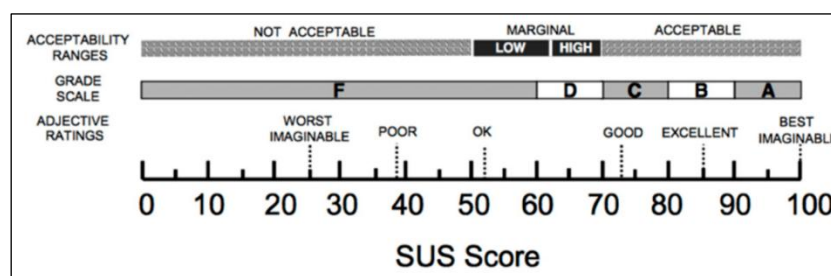 NOT ACCEPTABLE MARGINAL ACCEPTABLE
ACCEPTABILITY RANGES LOW HIGH
GRADE SCALE F D C B A
ADJECTIVE RATINGS WORST IMAGINABLE POOR OK GOOD EXCELLENT BEST IMAGINABLE
0 10 20 30 40 50 60 70 80 90 100
SUS Score